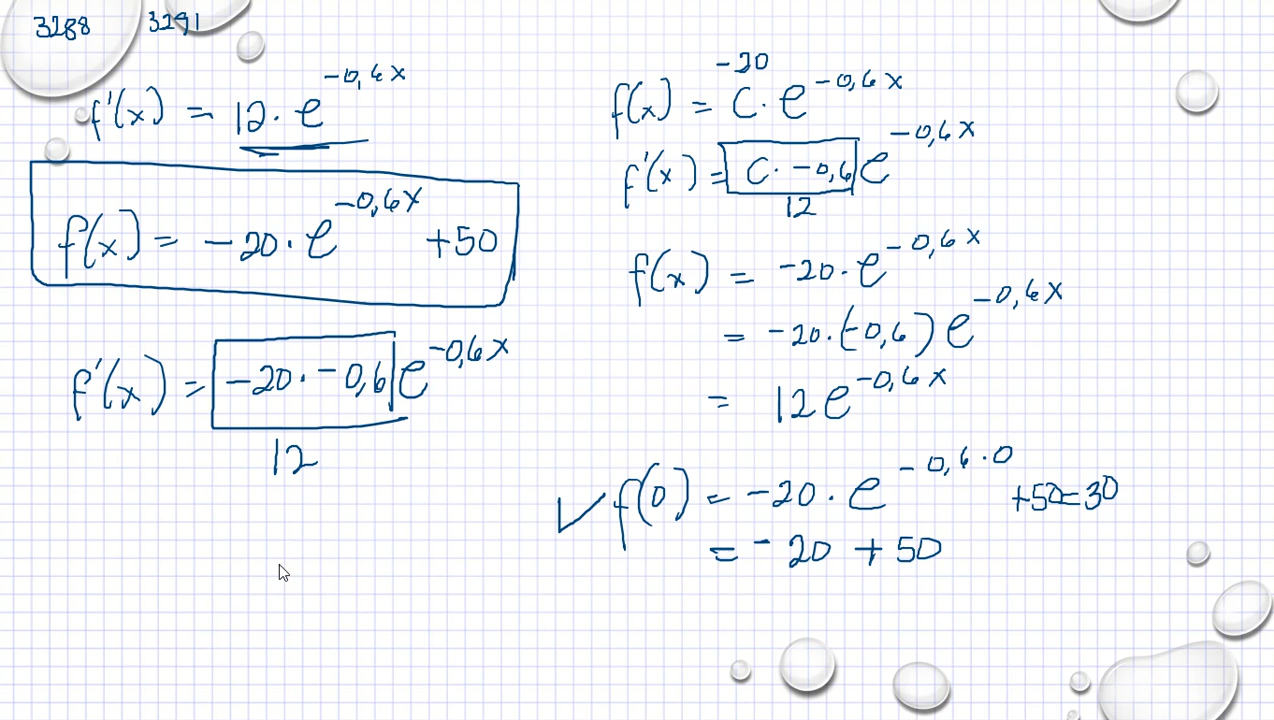 3288 3291
f'(x) = 12 · e^-0,6x
f(x) = -20 · e^-0,6x +50
f'(x) = -20 · -0,6 e^-0,6x
12
-20
f(x) = C · e^-0,6x
f'(x) = C · -0,6 e^-0,6x
12
f(x) = -20 · e^-0,6x
= -20 · (-0,6) e^-0,6x
= 12 e^-0,6x
✓ f(0) = -20 · e^-0,6·0 +50=30
= -20 + 50